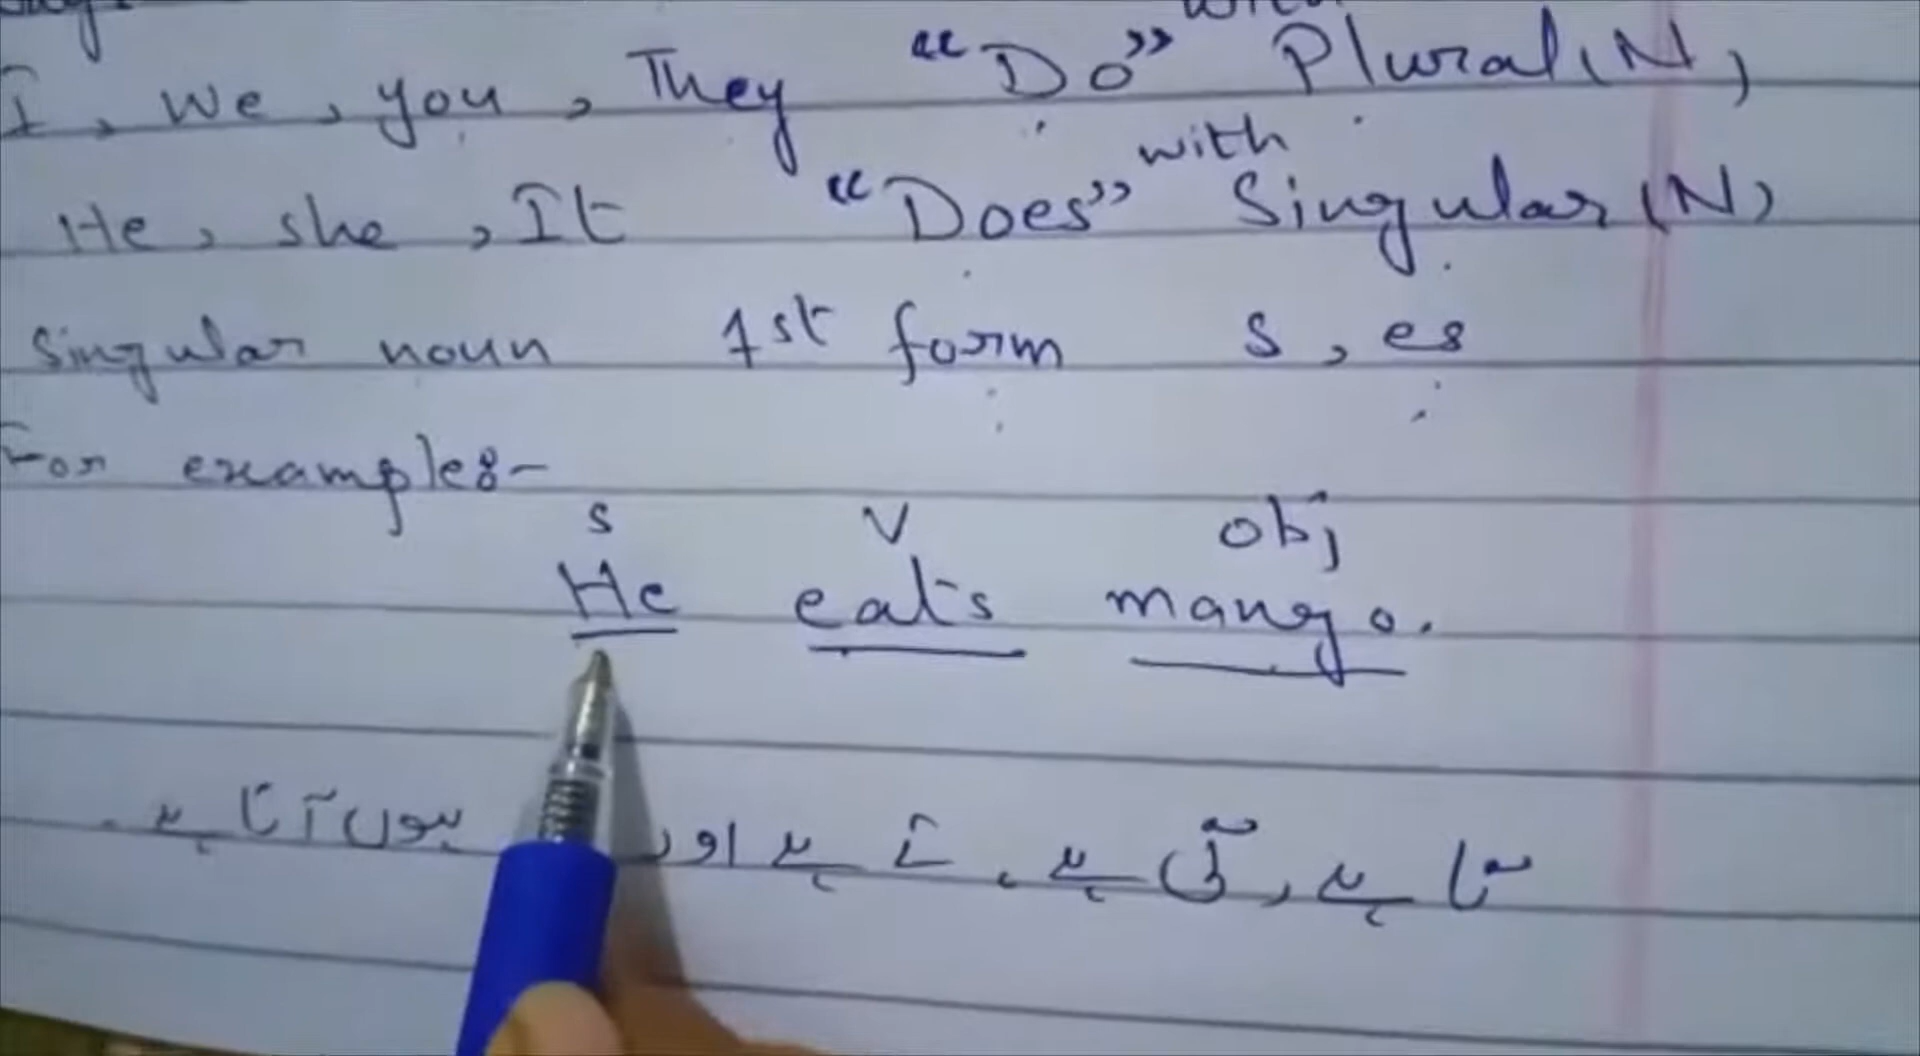 I, We, you, They "Do" with Plural(N)
He, she, It "Does" with Singular(N)
Singular noun 1st form s, es
For examples-
s v obj
He eats mango.
تا ہے، تی ہے، تے ہے اور ہوں آتا ہے۔